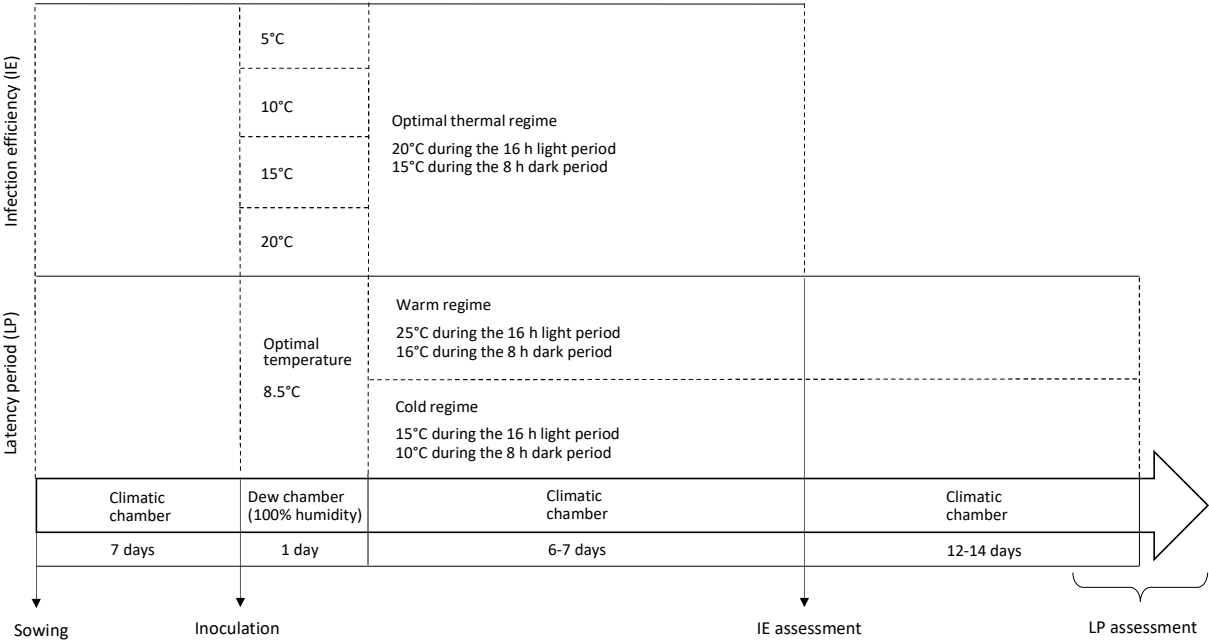 Infection efficiency (IE)
5°C
10°C
15°C
20°C
Optimal thermal regime
20°C during the 16 h light period
15°C during the 8 h dark period
Latency period (LP)
Optimal
temperature
8.5°C
Warm regime
25°C during the 16 h light period
16°C during the 8 h dark period
Cold regime
15°C during the 16 h light period
10°C during the 8 h dark period
Climatic
chamber
Dew chamber
(100% humidity)
Climatic
chamber
Climatic
chamber
7 days
1 day
6-7 days
12-14 days
Sowing
Inoculation
IE assessment
LP assessment